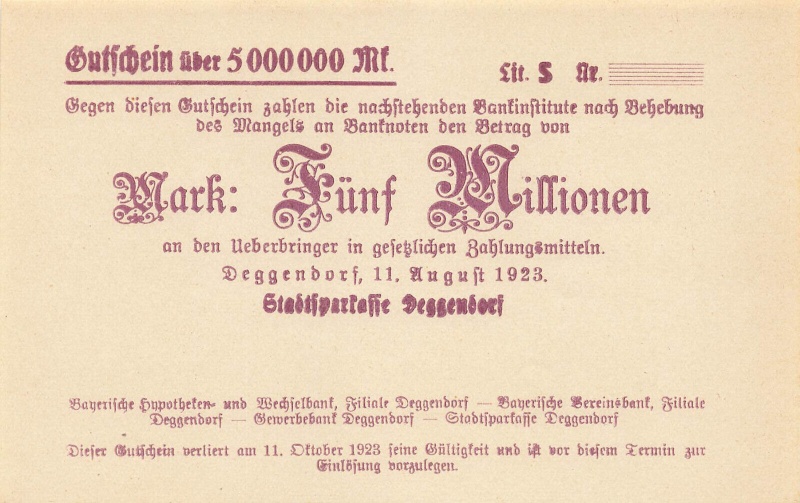 Gutschein über 5 000 000 Mk.
Lit. S Nr.
Gegen diesen Gutschein zahlen die nachstehenden Bankinstitute nach Behebung
des Mangels an Banknoten den Betrag von
Mark: Fünf Millionen
an den Ueberbringer in gesetzlichen Zahlungsmitteln.
Deggendorf, 11. August 1923.
Stadtsparkasse Deggendorf
Bayerische Hypotheken- und Wechselbank, Filiale Deggendorf — Bayerische Vereinsbank, Filiale
Deggendorf — Gewerbebank Deggendorf — Stadtsparkasse Deggendorf
Dieser Gutschein verliert am 11. Oktober 1923 seine Gültigkeit und ist vor diesem Termin zur
Einlösung vorzulegen.